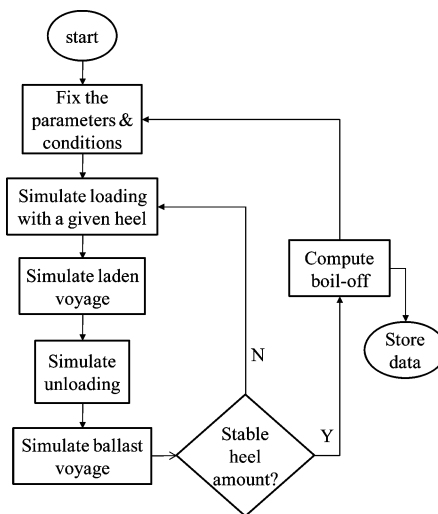 start
Fix the
parameters &
conditions
Simulate loading
with a given heel
Simulate laden
voyage
Simulate
unloading
Simulate ballast
voyage
Stable
heel
amount?
N
Y
Compute
boil-off
Store
data